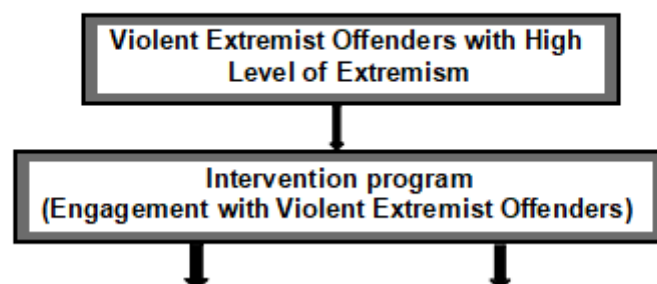 Violent Extremist Offenders with High
Level of Extremism
Intervention program
(Engagement with Violent Extremist Offenders)